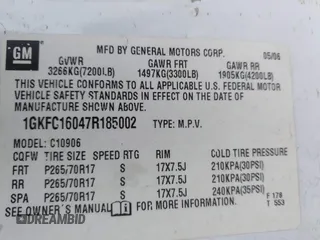 GM
MFD BY GENERAL MOTORS CORP. 05/06
GVWR GAWR FRT GAWR RR
3266KG(7200LB) 1497KG(3300LB) 1905KG(4200LB)
THIS VEHICLE CONFORMS TO ALL APPLICABLE U.S. FEDERAL MOTOR
VEHICLE SAFETY STANDARDS IN EFFECT ON THE DATE OF
MANUFACTURE SHOWN ABOVE.
1GKFC16047R185002 TYPE: M.P.V.
MODEL: C10906
CQFW TIRE SIZE SPEED RTG RIM COLD TIRE PRESSURE
FRT P265/70R17 S 17X7.5J 210KPA(30PSI)
RR P265/70R17 S 17X7.5J 210KPA(30PSI)
SPA P265/70R17 S 17X7.5J 240KPA(35PSI)
SEE OWNER'S MANUAL FOR MORE INFORMATION. F 178
T S53